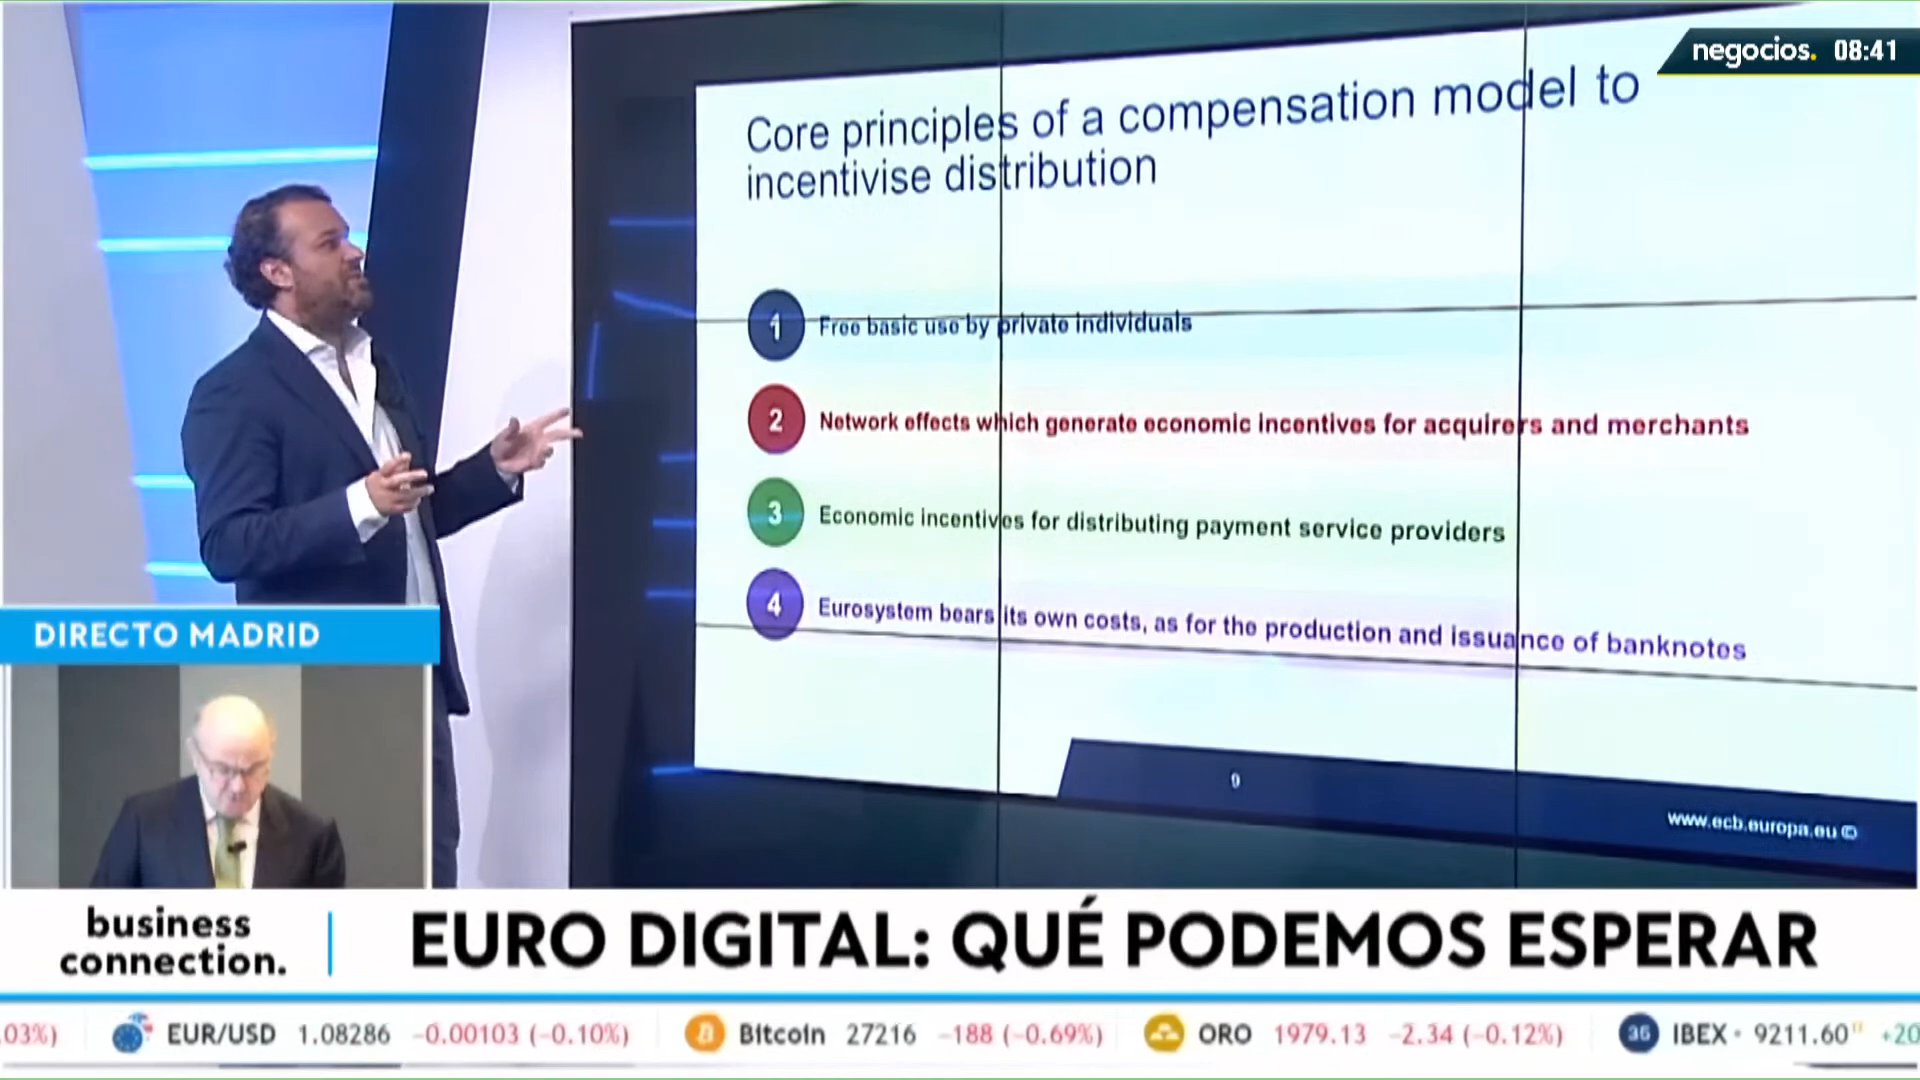 negocios. 08:41
Core principles of a compensation model to
incentivise distribution
1 Free basic use by private individuals
2 Network effects which generate economic incentives for acquirers and merchants
3 Economic incentives for distributing payment service providers
4 Eurosystem bears its own costs, as for the production and issuance of banknotes
9
www.ecb.europa.eu ©
DIRECTO MADRID
business
connection.
EURO DIGITAL: QUÉ PODEMOS ESPERAR
.03%) EUR/USD 1.08286 -0.00103 (-0.10%) Bitcoin 27216 -188 (-0.69%) ORO 1979.13 -2.34 (-0.12%) 35 IBEX 9211.60 +20